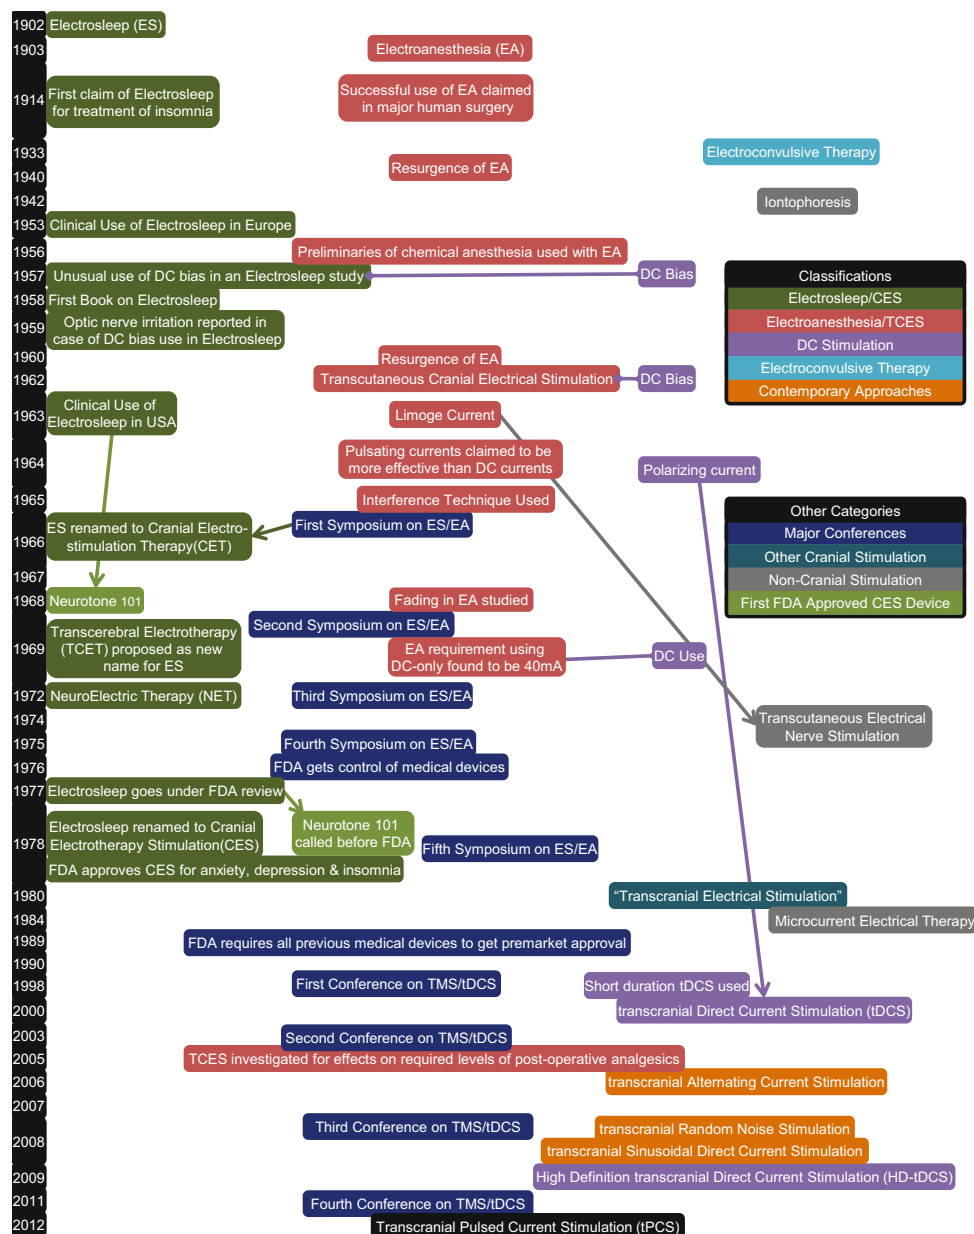 1902 Electrosleep (ES)
1903 Electroanesthesia (EA)
1914 First claim of Electrosleep
for treatment of insomnia
Successful use of EA claimed
in major human surgery
1933 Electroconvulsive Therapy
1940 Resurgence of EA
1942 Iontophoresis
1953 Clinical Use of Electrosleep in Europe
1956 Preliminaries of chemical anesthesia used with EA
1957 Unusual use of DC bias in an Electrosleep study DC Bias
1958 First Book on Electrosleep
1959 Optic nerve irritation reported in
case of DC bias use in Electrosleep
Classifications
Electrosleep/CES
Electroanesthesia/TCES
DC Stimulation
Electroconvulsive Therapy
Contemporary Approaches
1960 Resurgence of EA
1962 Transcutaneous Cranial Electrical Stimulation DC Bias
1963 Clinical Use of
Electrosleep in USA
Limoge Current
1964 Pulsating currents claimed to be
more effective than DC currents
Polarizing current
1965 Interference Technique Used
1966 ES renamed to Cranial Electro-
stimulation Therapy(CET)
First Symposium on ES/EA
Other Categories
Major Conferences
Other Cranial Stimulation
Non-Cranial Stimulation
First FDA Approved CES Device
1967
1968 Neurotone 101 Fading in EA studied
1969 Transcerebral Electrotherapy
(TCET) proposed as new
name for ES
Second Symposium on ES/EA
EA requirement using
DC-only found to be 40mA
DC Use
1972 NeuroElectric Therapy (NET) Third Symposium on ES/EA
1974 Transcutaneous Electrical
Nerve Stimulation
1975 Fourth Symposium on ES/EA
1976 FDA gets control of medical devices
1977 Electrosleep goes under FDA review
1978 Electrosleep renamed to Cranial
Electrotherapy Stimulation(CES)
Neurotone 101
called before FDA
Fifth Symposium on ES/EA
FDA approves CES for anxiety, depression & insomnia
1980 “Transcranial Electrical Stimulation”
1984 Microcurrent Electrical Therapy
1989 FDA requires all previous medical devices to get premarket approval
1990
1998 First Conference on TMS/tDCS Short duration tDCS used
2000 transcranial Direct Current Stimulation (tDCS)
2003 Second Conference on TMS/tDCS
2005 TCES investigated for effects on required levels of post-operative analgesics
2006 transcranial Alternating Current Stimulation
2007
2008 Third Conference on TMS/tDCS transcranial Random Noise Stimulation
transcranial Sinusoidal Direct Current Stimulation
2009 High Definition transcranial Direct Current Stimulation (HD-tDCS)
2011 Fourth Conference on TMS/tDCS
2012 Transcranial Pulsed Current Stimulation (tPCS)